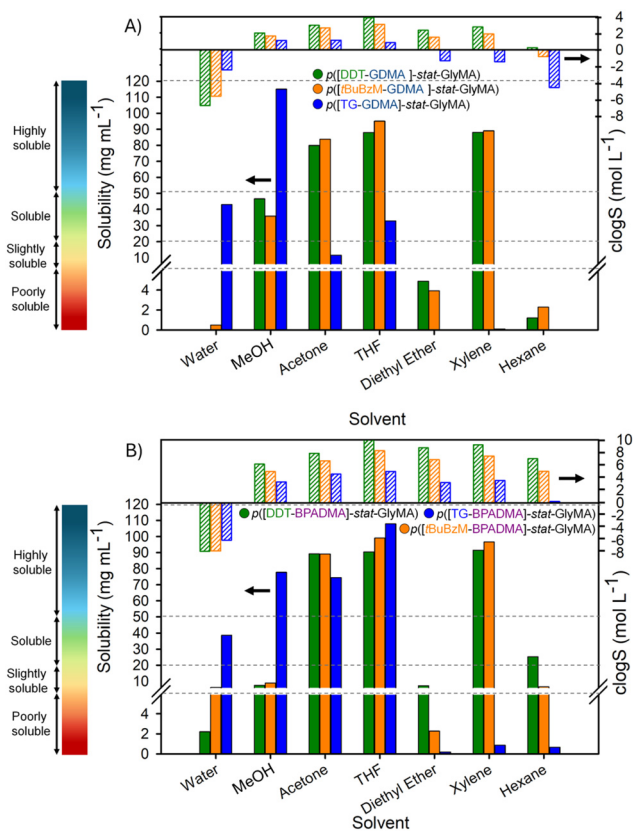 A)
4
2
0
-2
-4
-6
-8
clogS (mol L⁻¹)
p([DDT-GDMA ]-stat-GlyMA)
p([tBuBzM-GDMA ]-stat-GlyMA)
p([TG-GDMA]-stat-GlyMA)
Highly
soluble
Soluble
Slightly
soluble
Poorly
soluble
Solubility (mg mL⁻¹)
120
110
100
90
80
70
60
50
40
30
20
10
4
2
0
Water
MeOH
Acetone
THF
Diethyl Ether
Xylene
Hexane
Solvent
B)
10
8
6
4
2
0
-2
-4
-6
-8
clogS (mol L⁻¹)
p([DDT-BPADMA]-stat-GlyMA)
p([TG-BPADMA]-stat-GlyMA)
p([tBuBzM-BPADMA]-stat-GlyMA)
Highly
soluble
Soluble
Slightly
soluble
Poorly
soluble
Solubility (mg mL⁻¹)
120
110
100
90
80
70
60
50
40
30
20
10
4
2
0
Water
MeOH
Acetone
THF
Diethyl Ether
Xylene
Hexane
Solvent